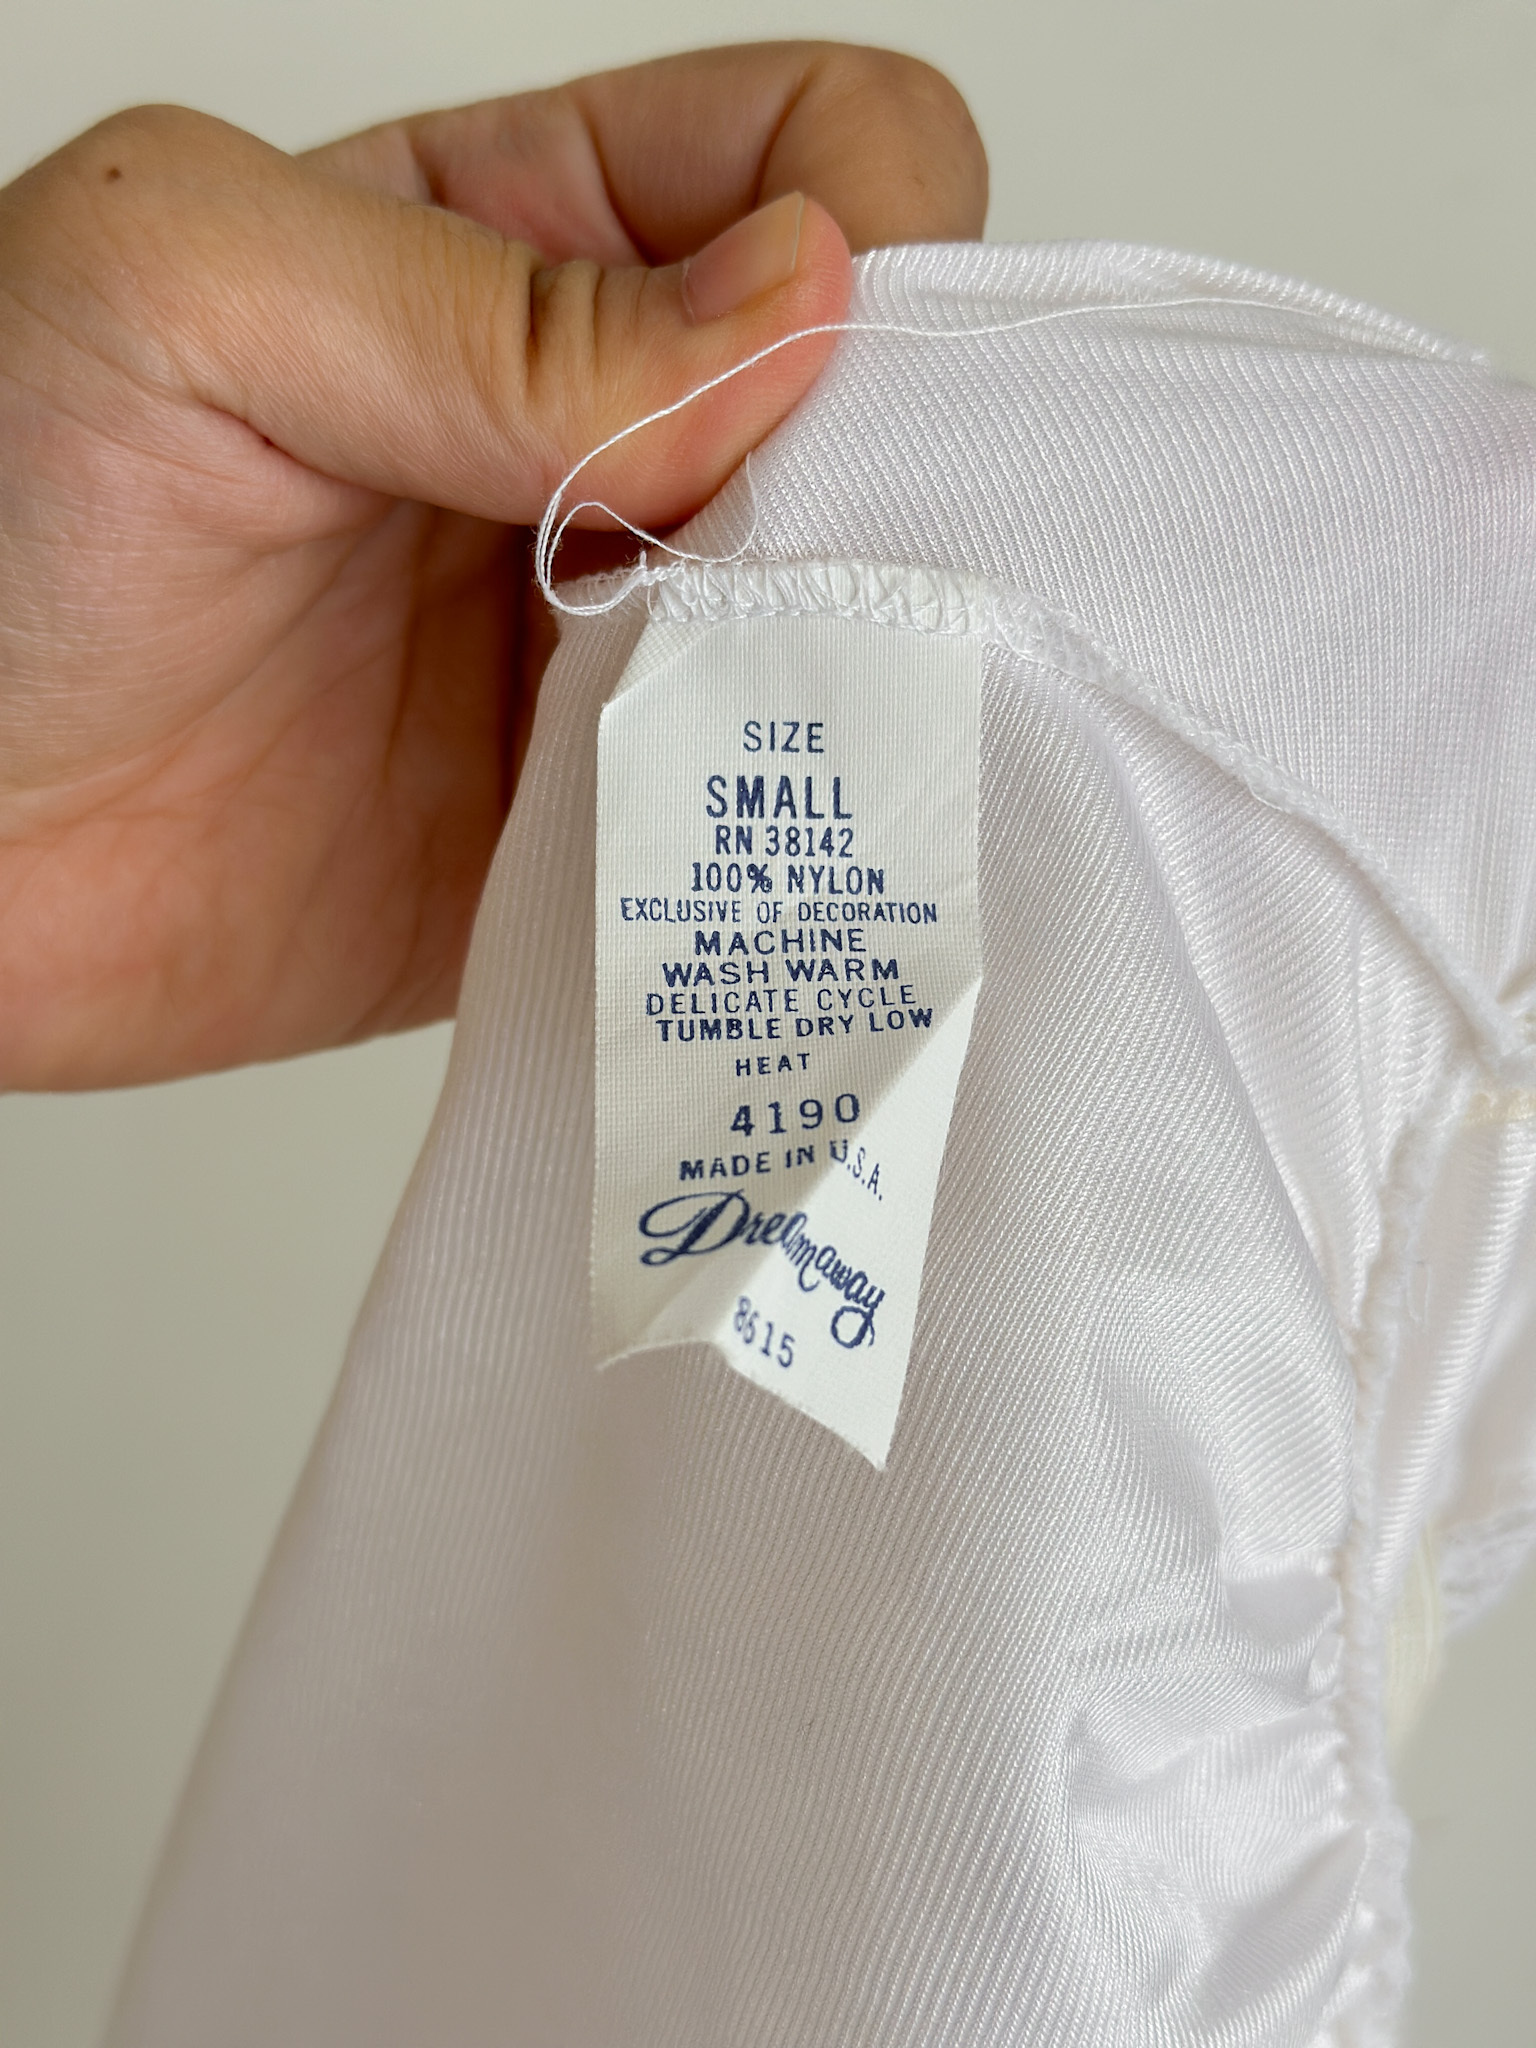 SIZE
SMALL
RN 38142
100% NYLON
EXCLUSIVE OF DECORATION
MACHINE
WASH WARM
DELICATE CYCLE
TUMBLE DRY LOW
HEAT
4190
MADE IN U.S.A.
Dreamaway
8615